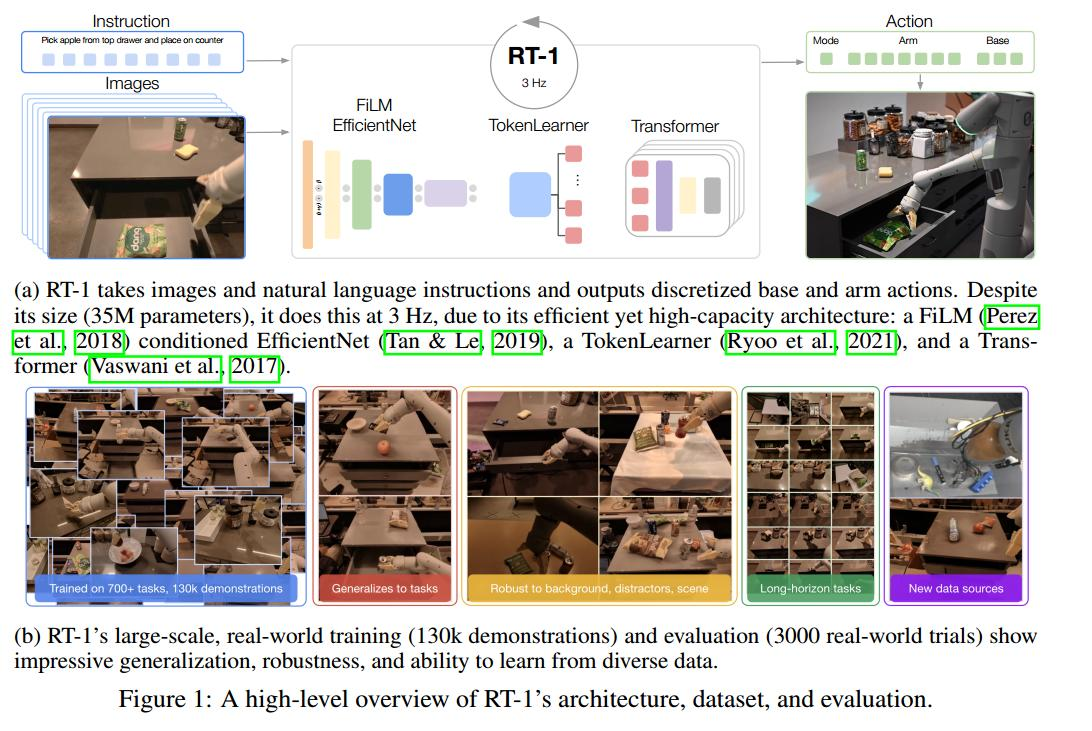 Instruction
Pick apple from top drawer and place on counter
Images
RT-1
3 Hz
FiLM
EfficientNet
TokenLearner
Transformer
Action
Mode Arm Base
(a) RT-1 takes images and natural language instructions and outputs discretized base and arm actions. Despite
its size (35M parameters), it does this at 3 Hz, due to its efficient yet high-capacity architecture: a FiLM (Perez
et al., 2018) conditioned EfficientNet (Tan & Le, 2019), a TokenLearner (Ryoo et al., 2021), and a Trans-
former (Vaswani et al., 2017).
Trained on 700+ tasks, 130k demonstrations
Generalizes to tasks
Robust to background, distractors, scene
Long-horizon tasks
New data sources
(b) RT-1's large-scale, real-world training (130k demonstrations) and evaluation (3000 real-world trials) show
impressive generalization, robustness, and ability to learn from diverse data.
Figure 1: A high-level overview of RT-1's architecture, dataset, and evaluation.